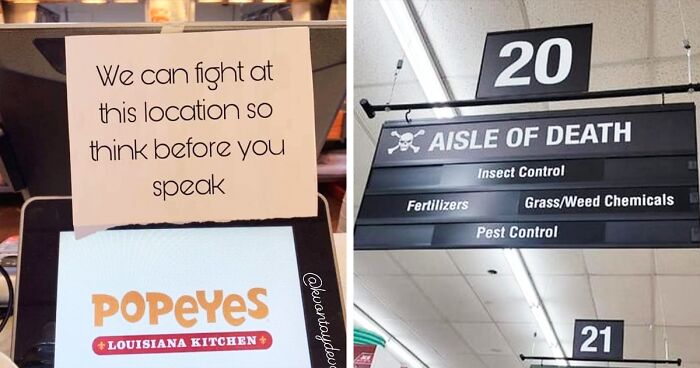 We can fight at
this location so
think before you
speak
POPEYES
LOUISIANA KITCHEN
20
AISLE OF DEATH
Insect Control
Fertilizers Grass/Weed Chemicals
Pest Control
21